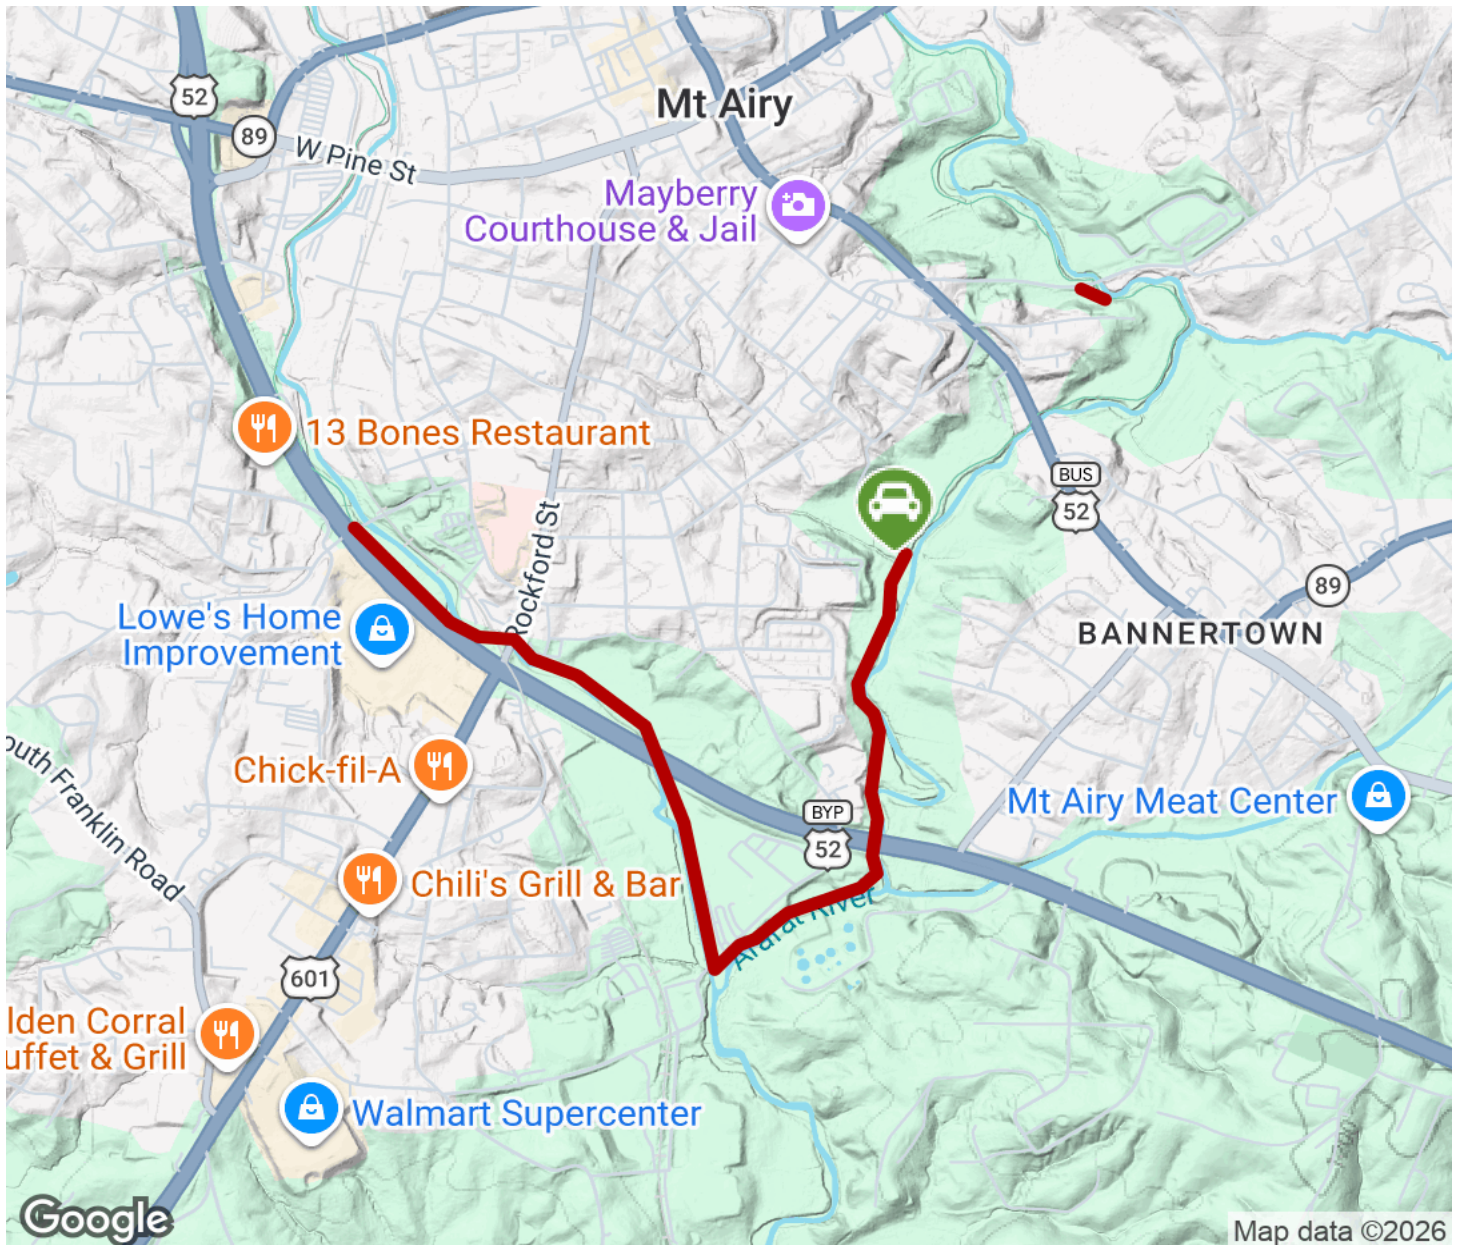 52
89
W Pine St
Mt Airy
Mayberry
Courthouse & Jail
13 Bones Restaurant
BUS
52
Rockford St
89
Lowe's Home
Improvement
BANNERTOWN
outh Franklin Road
Chick-fil-A
BYP
52
Mt Airy Meat Center
Chili's Grill & Bar
Ararat River
601
lden Corral
uffet & Grill
Walmart Supercenter
Google
Map data ©2026